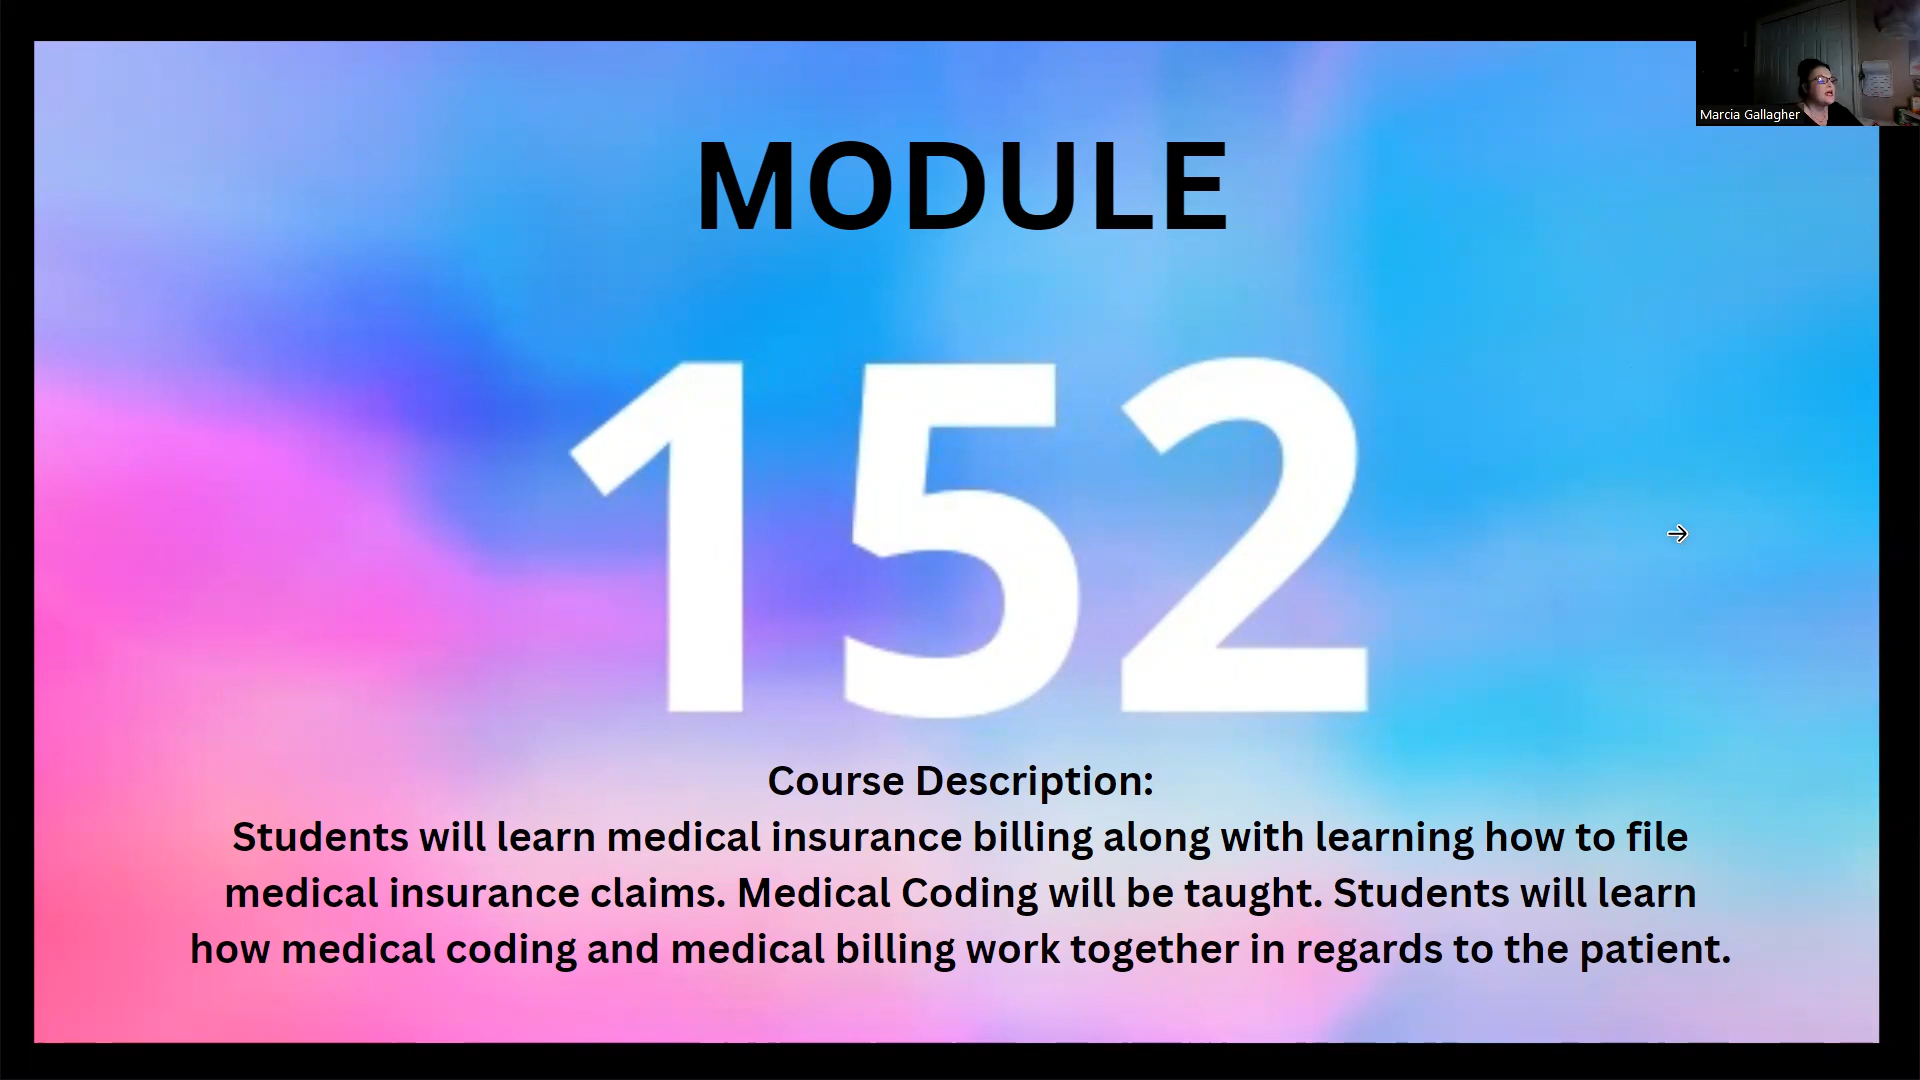 Marcia Gallagher
MODULE
152
Course Description:
Students will learn medical insurance billing along with learning how to file
medical insurance claims. Medical Coding will be taught. Students will learn
how medical coding and medical billing work together in regards to the patient.